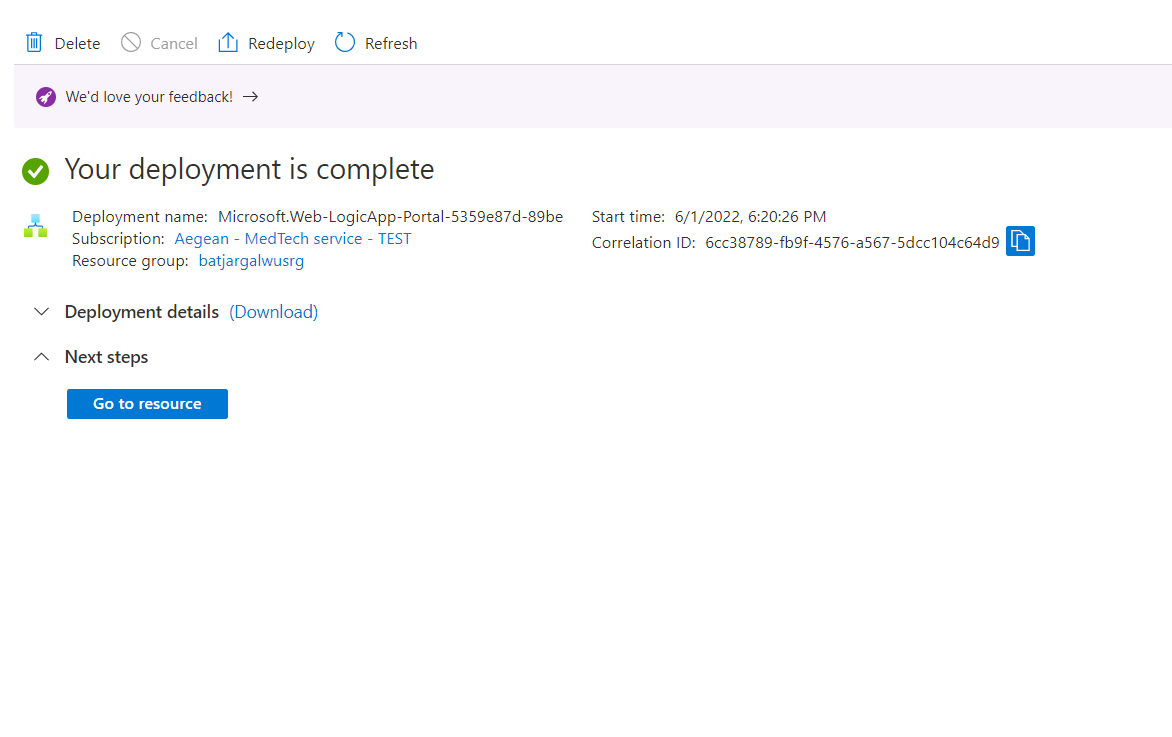 Delete Cancel Redeploy Refresh
We'd love your feedback! →
Your deployment is complete
Deployment name: Microsoft.Web-LogicApp-Portal-5359e87d-89be
Subscription: Aegean - MedTech service - TEST
Resource group: batjargalwusrg
Start time: 6/1/2022, 6:20:26 PM
Correlation ID: 6cc38789-fb9f-4576-a567-5dcc104c64d9
Deployment details (Download)
Next steps
Go to resource